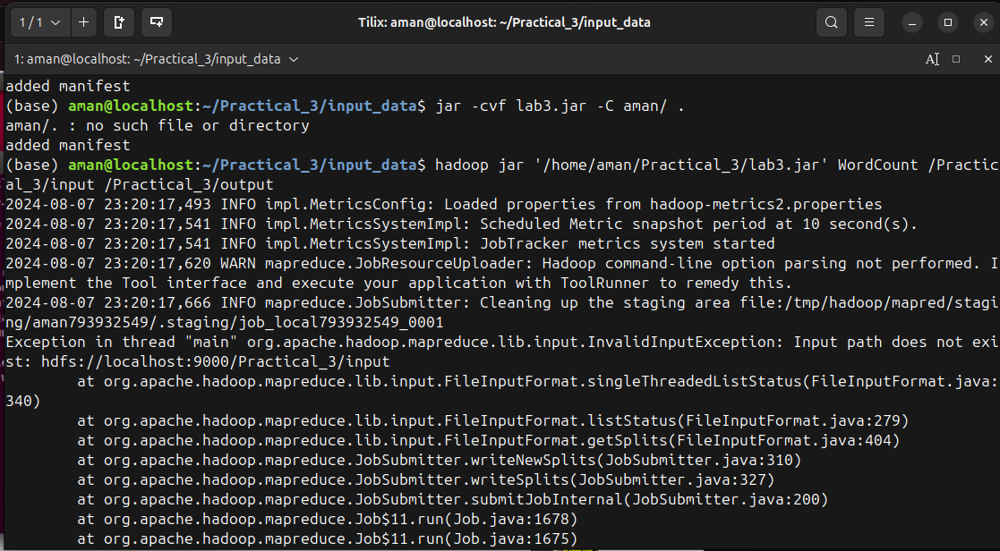 1 / 1
Tilix: aman@localhost: ~/Practical_3/input_data
1: aman@localhost: ~/Practical_3/input_data
added manifest
(base) aman@localhost:~/Practical_3/input_data$ jar -cvf lab3.jar -C aman/ .
aman/. : no such file or directory
added manifest
(base) aman@localhost:~/Practical_3/input_data$ hadoop jar '/home/aman/Practical_3/lab3.jar' WordCount /Practic
al_3/input /Practical_3/output
2024-08-07 23:20:17,493 INFO impl.MetricsConfig: Loaded properties from hadoop-metrics2.properties
2024-08-07 23:20:17,541 INFO impl.MetricsSystemImpl: Scheduled Metric snapshot period at 10 second(s).
2024-08-07 23:20:17,541 INFO impl.MetricsSystemImpl: JobTracker metrics system started
2024-08-07 23:20:17,620 WARN mapreduce.JobResourceUploader: Hadoop command-line option parsing not performed. I
mplement the Tool interface and execute your application with ToolRunner to remedy this.
2024-08-07 23:20:17,666 INFO mapreduce.JobSubmitter: Cleaning up the staging area file:/tmp/hadoop/mapred/stagi
ng/aman793932549/.staging/job_local793932549_0001
Exception in thread "main" org.apache.hadoop.mapreduce.lib.input.InvalidInputException: Input path does not exi
st: hdfs://localhost:9000/Practical_3/input
at org.apache.hadoop.mapreduce.lib.input.FileInputFormat.singleThreadedListStatus(FileInputFormat.java:
340)
at org.apache.hadoop.mapreduce.lib.input.FileInputFormat.listStatus(FileInputFormat.java:279)
at org.apache.hadoop.mapreduce.lib.input.FileInputFormat.getSplits(FileInputFormat.java:404)
at org.apache.hadoop.mapreduce.JobSubmitter.writeNewSplits(JobSubmitter.java:310)
at org.apache.hadoop.mapreduce.JobSubmitter.writeSplits(JobSubmitter.java:327)
at org.apache.hadoop.mapreduce.JobSubmitter.submitJobInternal(JobSubmitter.java:200)
at org.apache.hadoop.mapreduce.Job$11.run(Job.java:1678)
at org.apache.hadoop.mapreduce.Job$11.run(Job.java:1675)